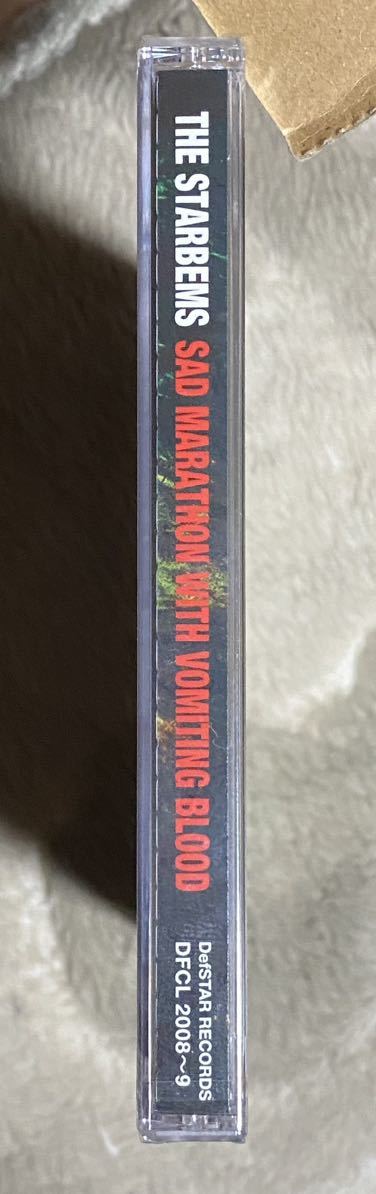 THE STARBEMS SAD MARATHON WITH VOMITING BLOOD
DefSTAR RECORDS
DFCL 2008〜9